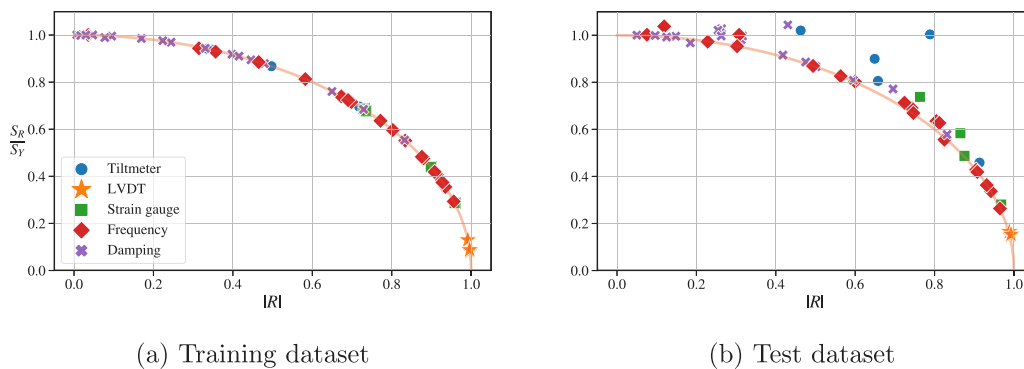 1.0
0.8
0.6
0.4
0.2
0.0
S_R
S_Y
Tiltmeter
LVDT
Strain gauge
Frequency
Damping
0.0 0.2 0.4 0.6 0.8 1.0
|R|
(a) Training dataset
1.0
0.8
0.6
0.4
0.2
0.0
0.0 0.2 0.4 0.6 0.8 1.0
|R|
(b) Test dataset